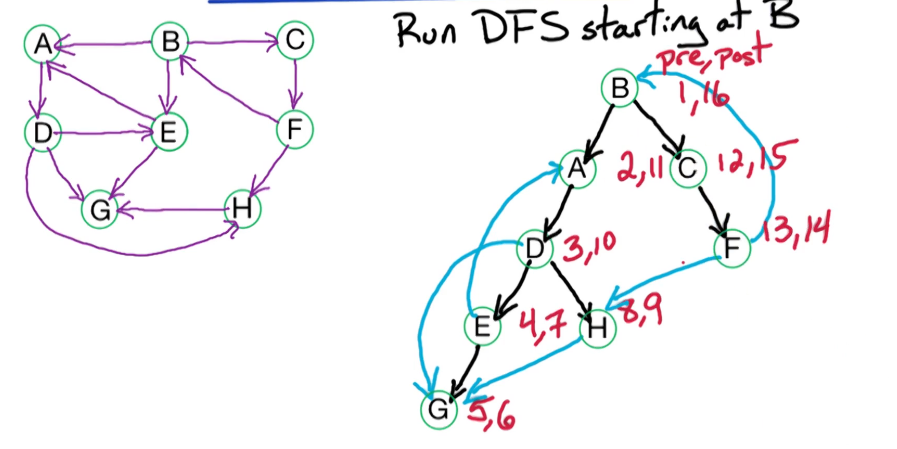 Run DFS starting at B
pre, post
A B C
D E F
G H
B 1,16
A 2,11 C 12,15
D 3,10 F 13,14
E 4,7 H 8,9
G 5,6